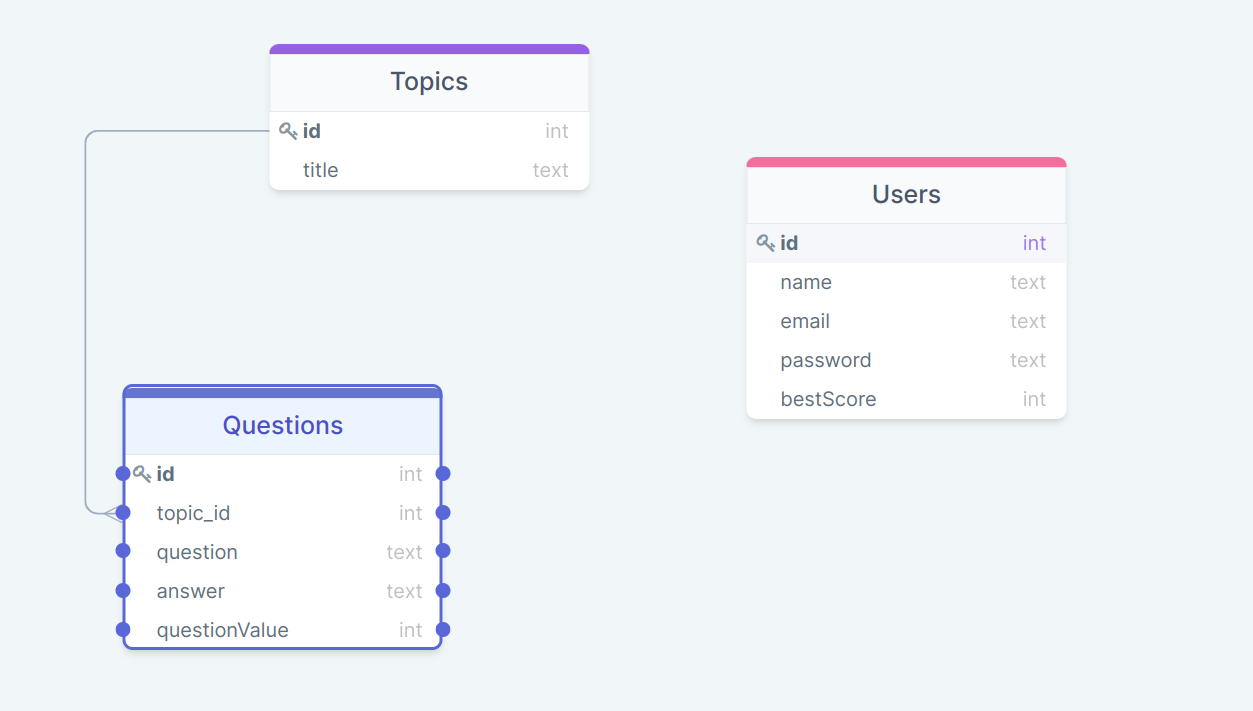 Topics
id int
title text
Users
id int
name text
email text
password text
bestScore int
Questions
id int
topic_id int
question text
answer text
questionValue int